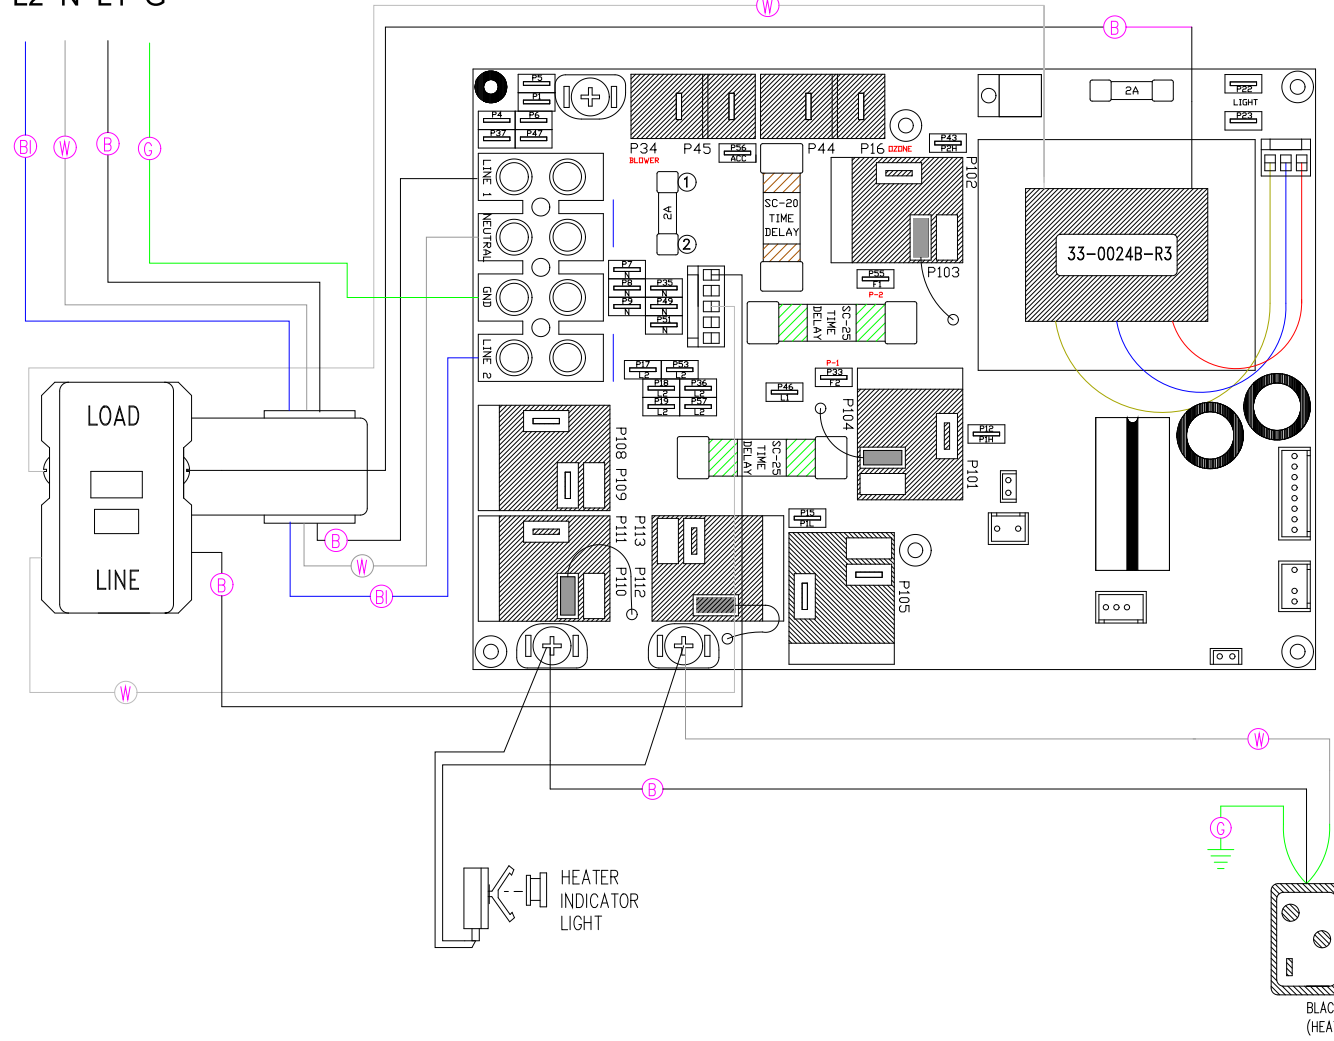 L2 N L1 G
W
B
Bl
W
B
G
P5
P1
P4
P6
P37
P47
P34
BLOWER
P45
P56
ACC
P44
P16
OZONE
P43
P2H
P102
2A
P22
LIGHT
P23
LINE 1
NEUTRAL
GND
LINE 2
1
2A
2
SC-20
TIME
DELAY
P103
P55
F1
P-2
33-0024B-R3
P7
N
P8
N
P9
N
P35
N
P49
N
P51
N
SC-25
TIME
DELAY
P17
L2
P53
L2
P18
L2
P36
L2
P19
L2
P57
L2
P-1
P33
F2
P46
L1
P104
P12
P1H
P101
LOAD
LINE
P108
P109
SC-25
TIME
DELAY
P15
P1L
P111
P113
P110
P112
P105
B
W
Bl
B
W
W
B
G
HEATER
INDICATOR
LIGHT
BLAC
(HEA